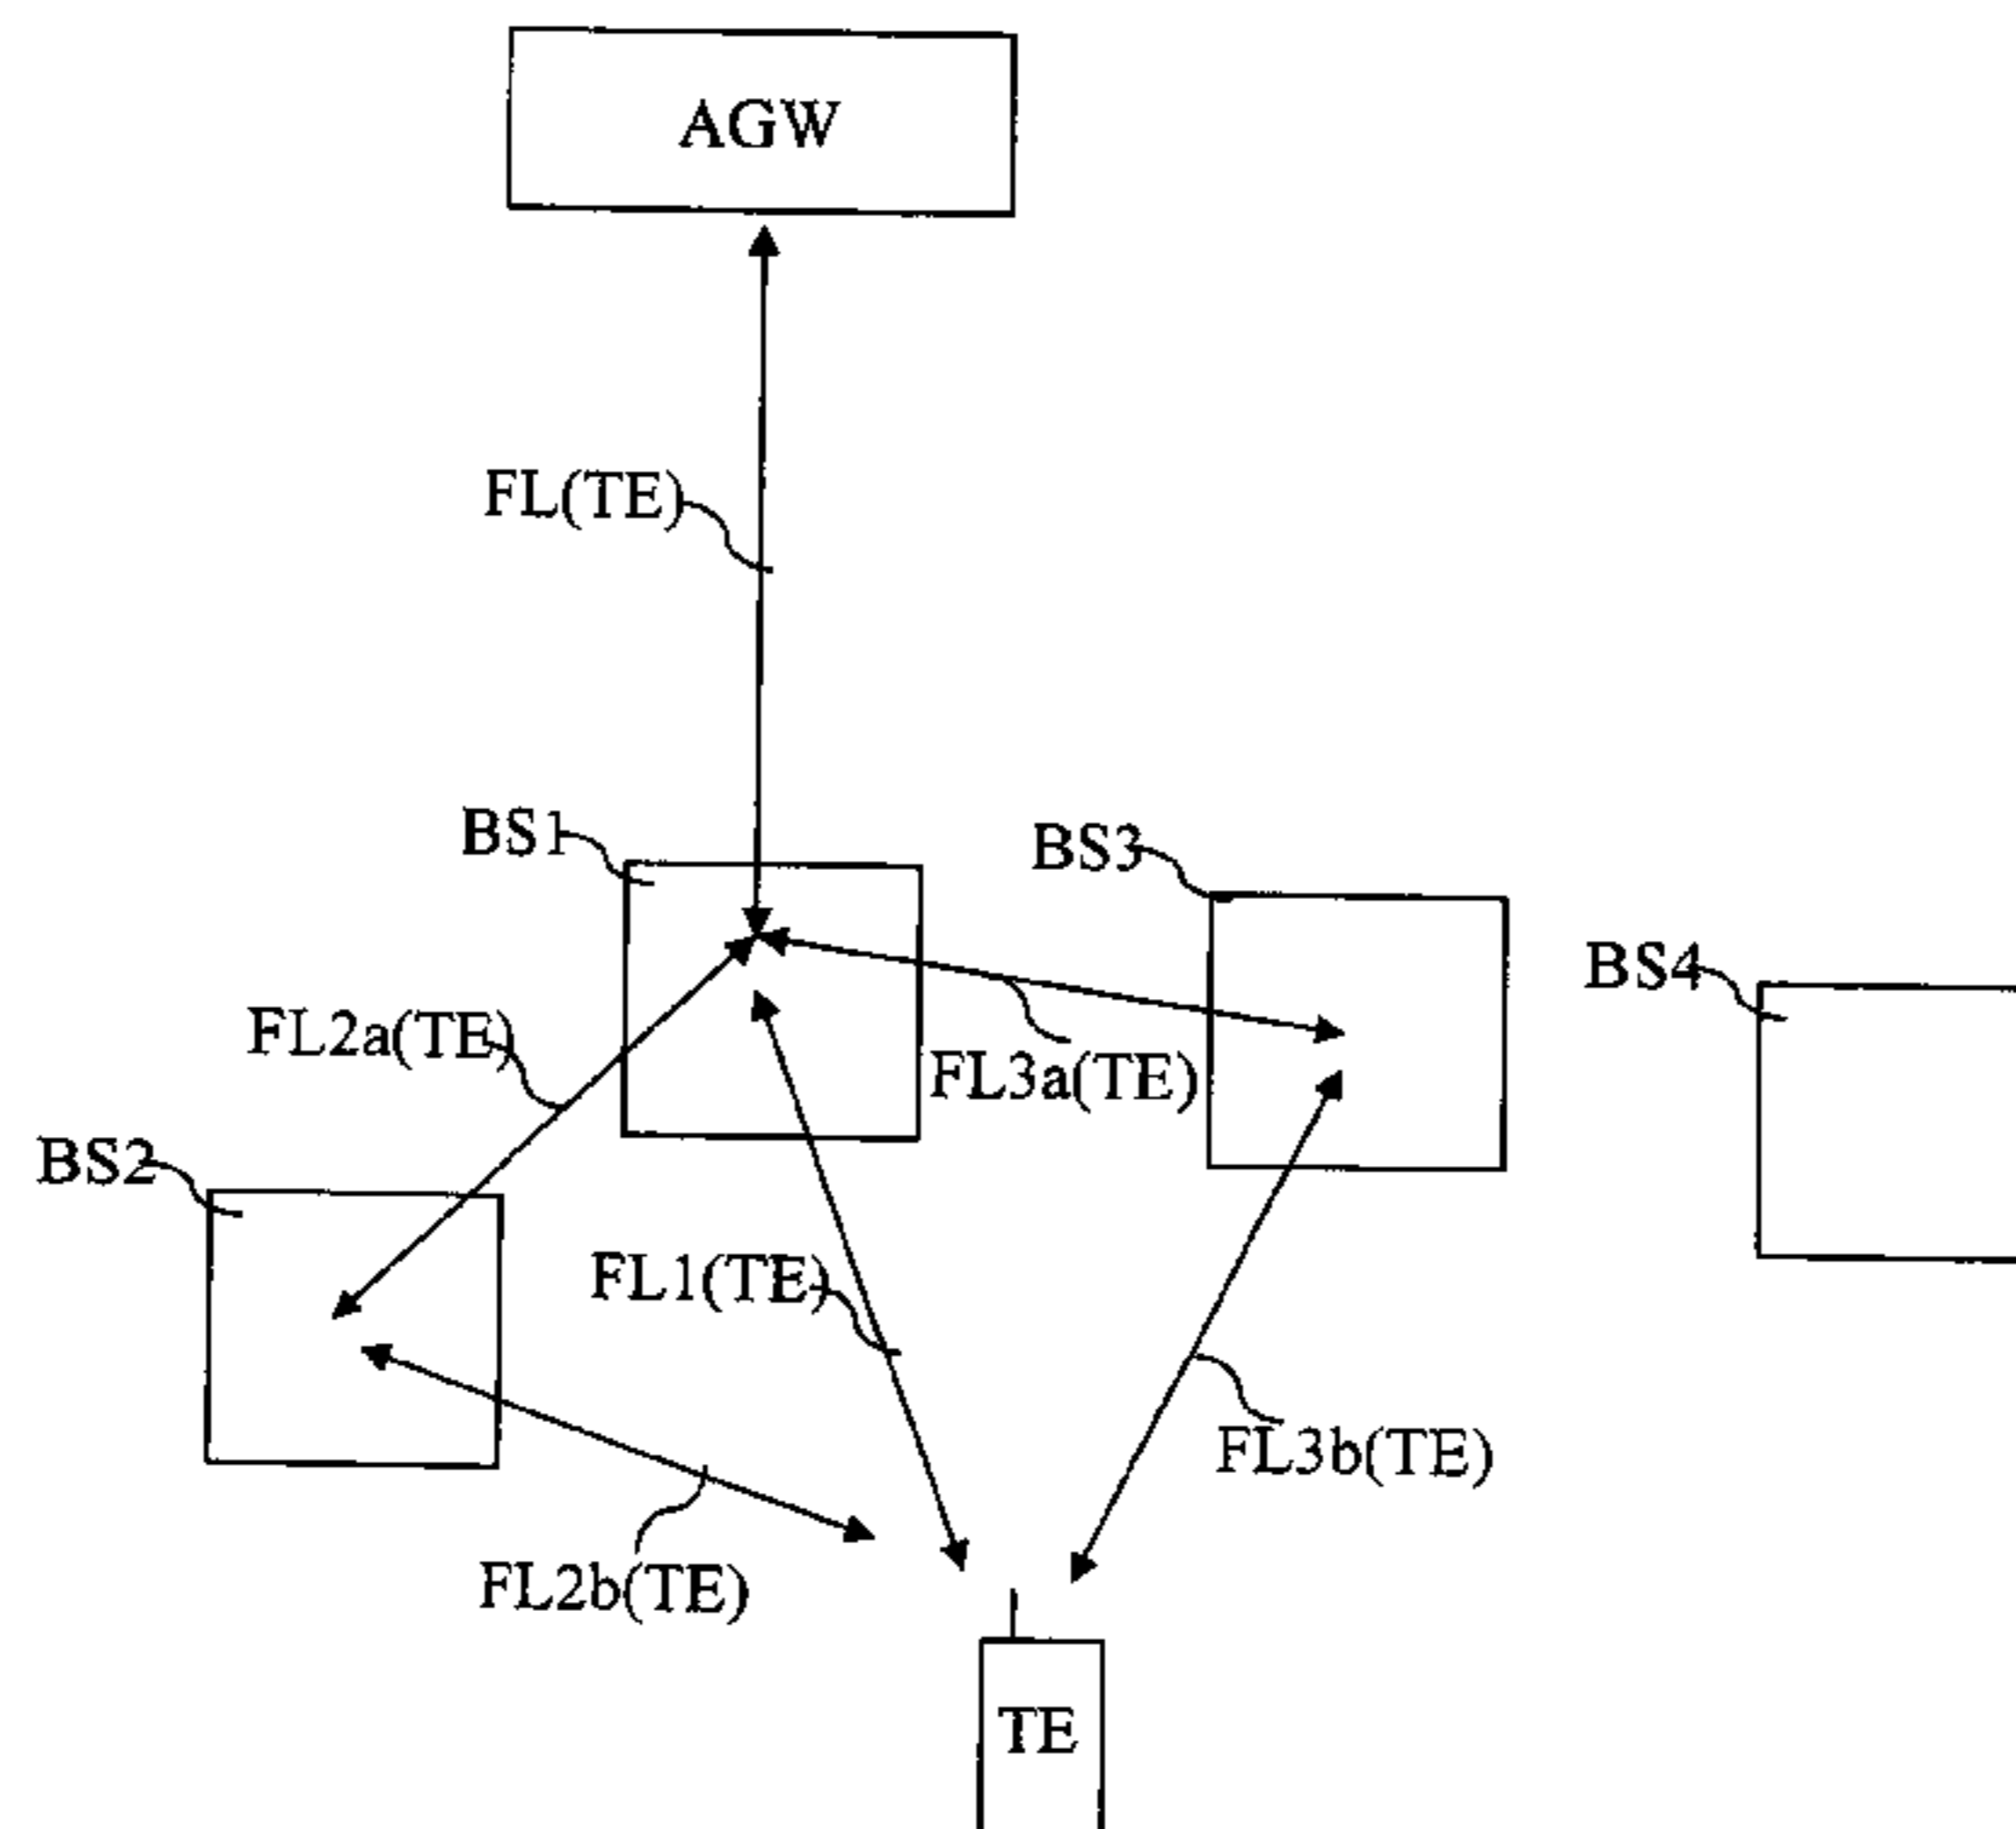 AGW
FL(TE)
BS1
BS3
BS4
FL2a(TE)
FL3a(TE)
BS2
FL1(TE)
FL3b(TE)
FL2b(TE)
TE